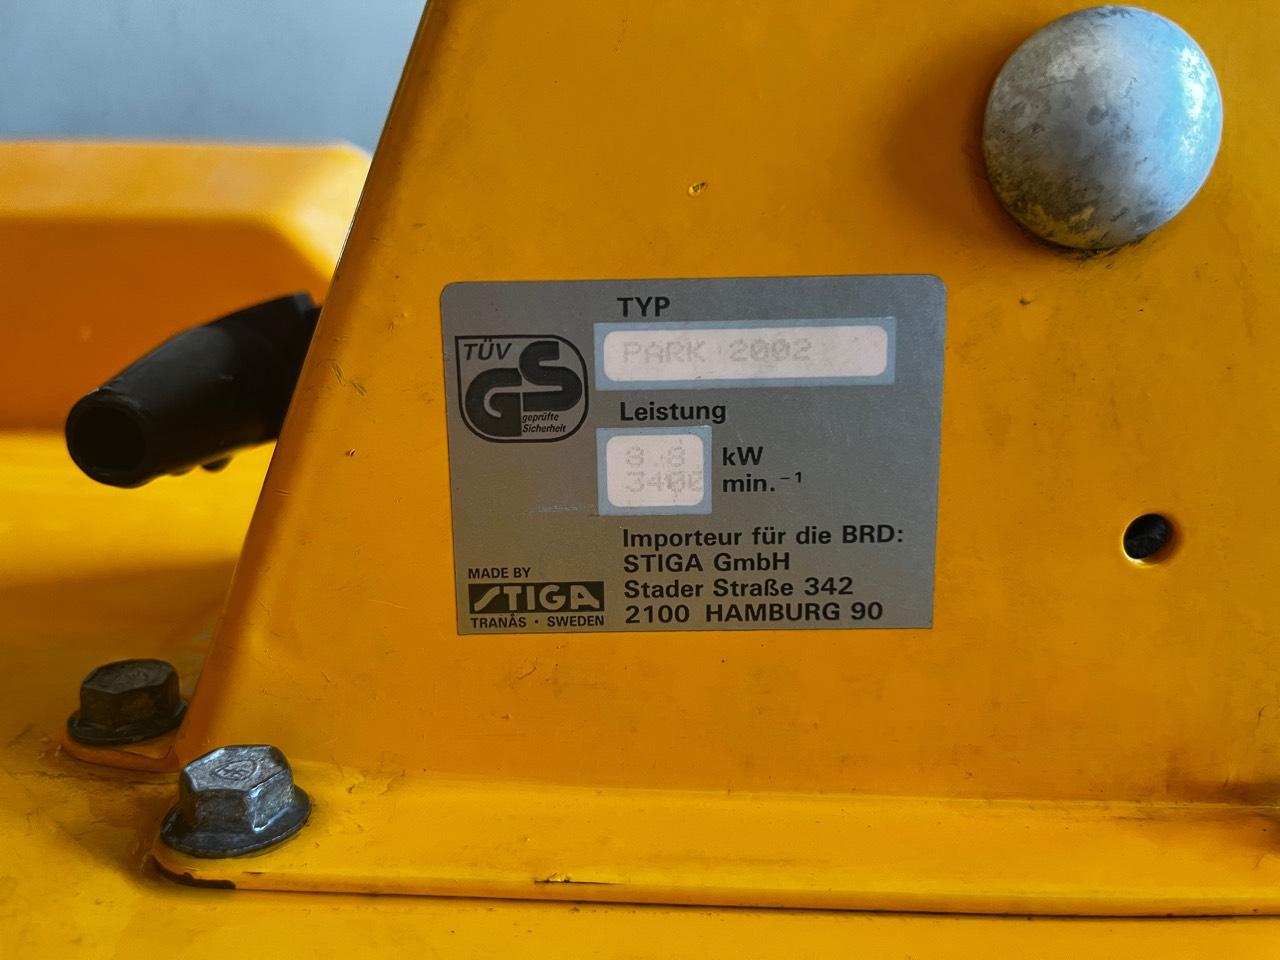 TYP
PARK 2002
TÜV
GS
geprüfte
Sicherheit
Leistung
8.8 kW
3400 min.⁻¹
Importeur für die BRD:
STIGA GmbH
Stader Straße 342
2100 HAMBURG 90
MADE BY
STIGA
TRANÅS · SWEDEN